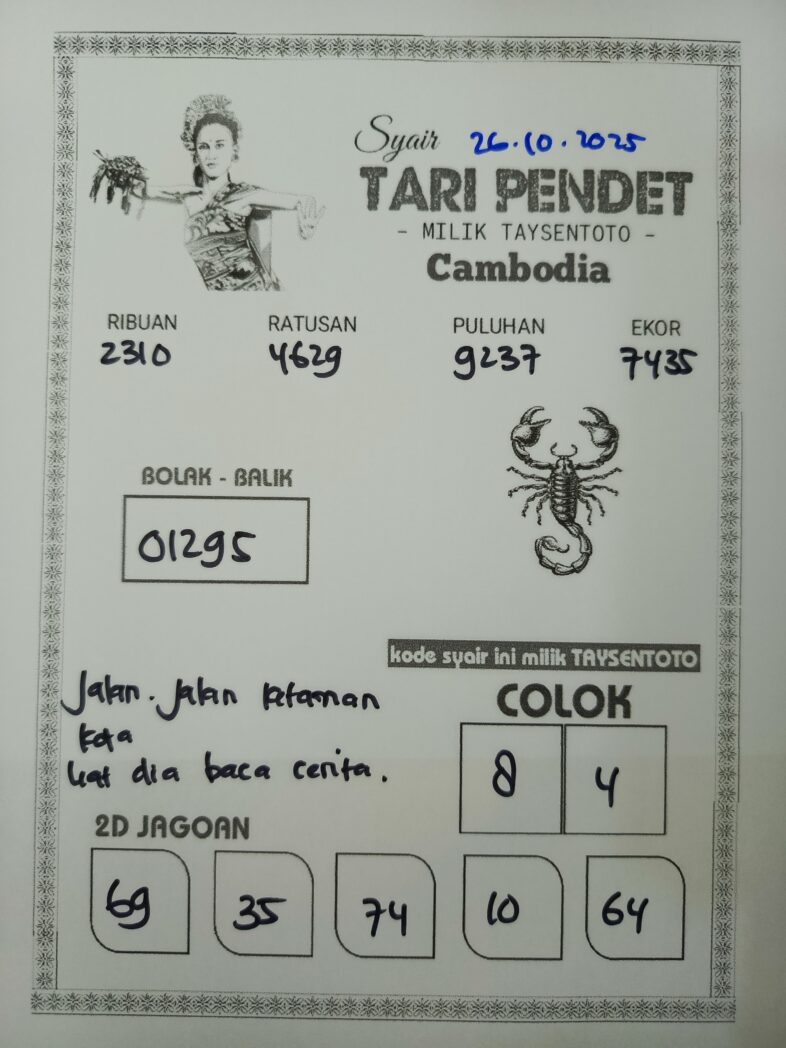 Syair 26.10.2025
TARI PENDET
- MILIK TAYSENTOTO -
Cambodia
RIBUAN RATUSAN PULUHAN EKOR
2310 4629 9237 7435
BOLAK - BALIK
01295
kode syair ini milik TAYSENTOTO
Jalan. Jalan ketaman
kota
liat dia baca cerita.
COLOK
8 4
2D JAGOAN
69 35 74 10 64